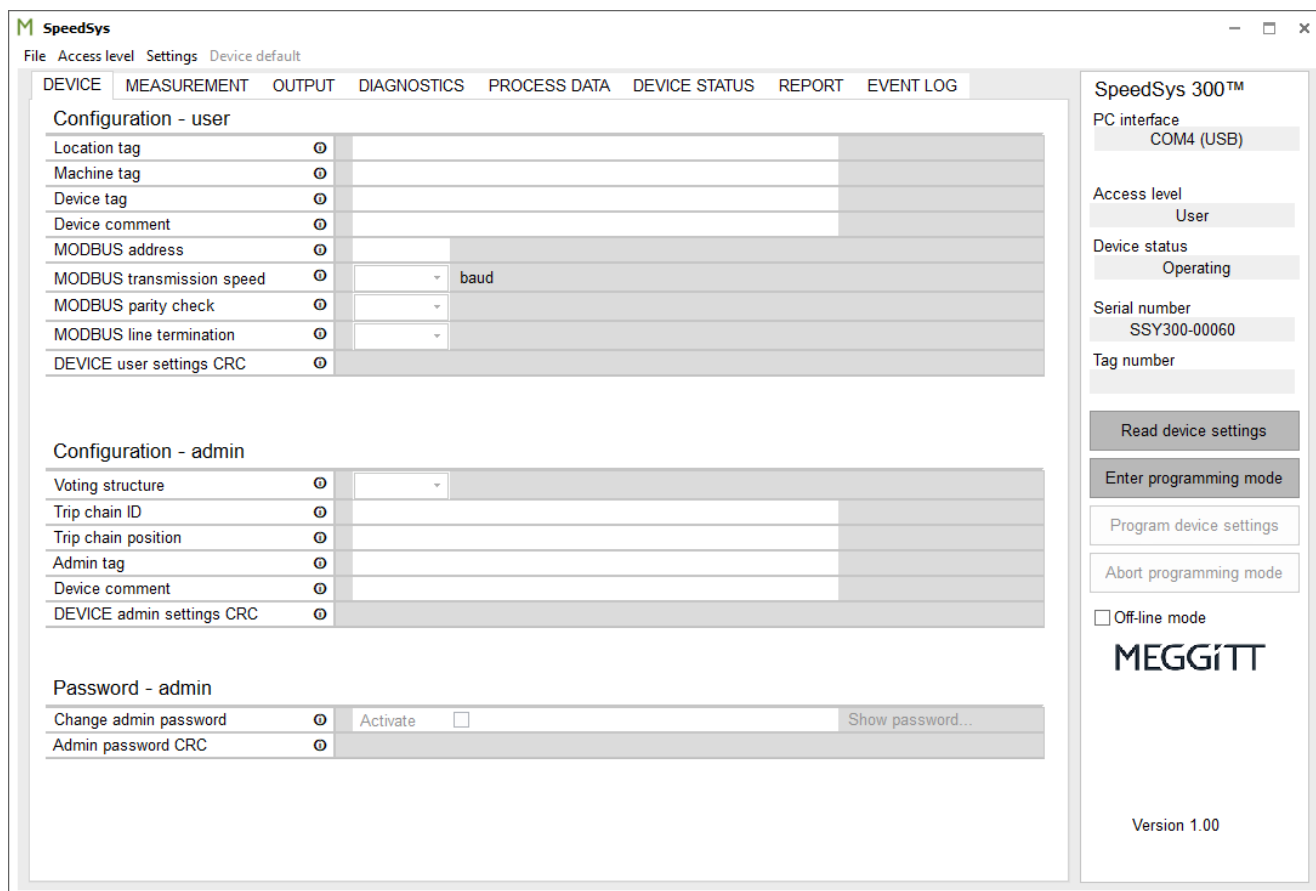 SpeedSys
File Access level Settings Device default
DEVICE MEASUREMENT OUTPUT DIAGNOSTICS PROCESS DATA DEVICE STATUS REPORT EVENT LOG
Configuration - user
Location tag
Machine tag
Device tag
Device comment
MODBUS address
MODBUS transmission speed baud
MODBUS parity check
MODBUS line termination
DEVICE user settings CRC
Configuration - admin
Voting structure
Trip chain ID
Trip chain position
Admin tag
Device comment
DEVICE admin settings CRC
Password - admin
Change admin password Activate Show password...
Admin password CRC
SpeedSys 300™
PC interface
COM4 (USB)
Access level
User
Device status
Operating
Serial number
SSY300-00060
Tag number
Read device settings
Enter programming mode
Program device settings
Abort programming mode
Off-line mode
MEGGiTT
Version 1.00